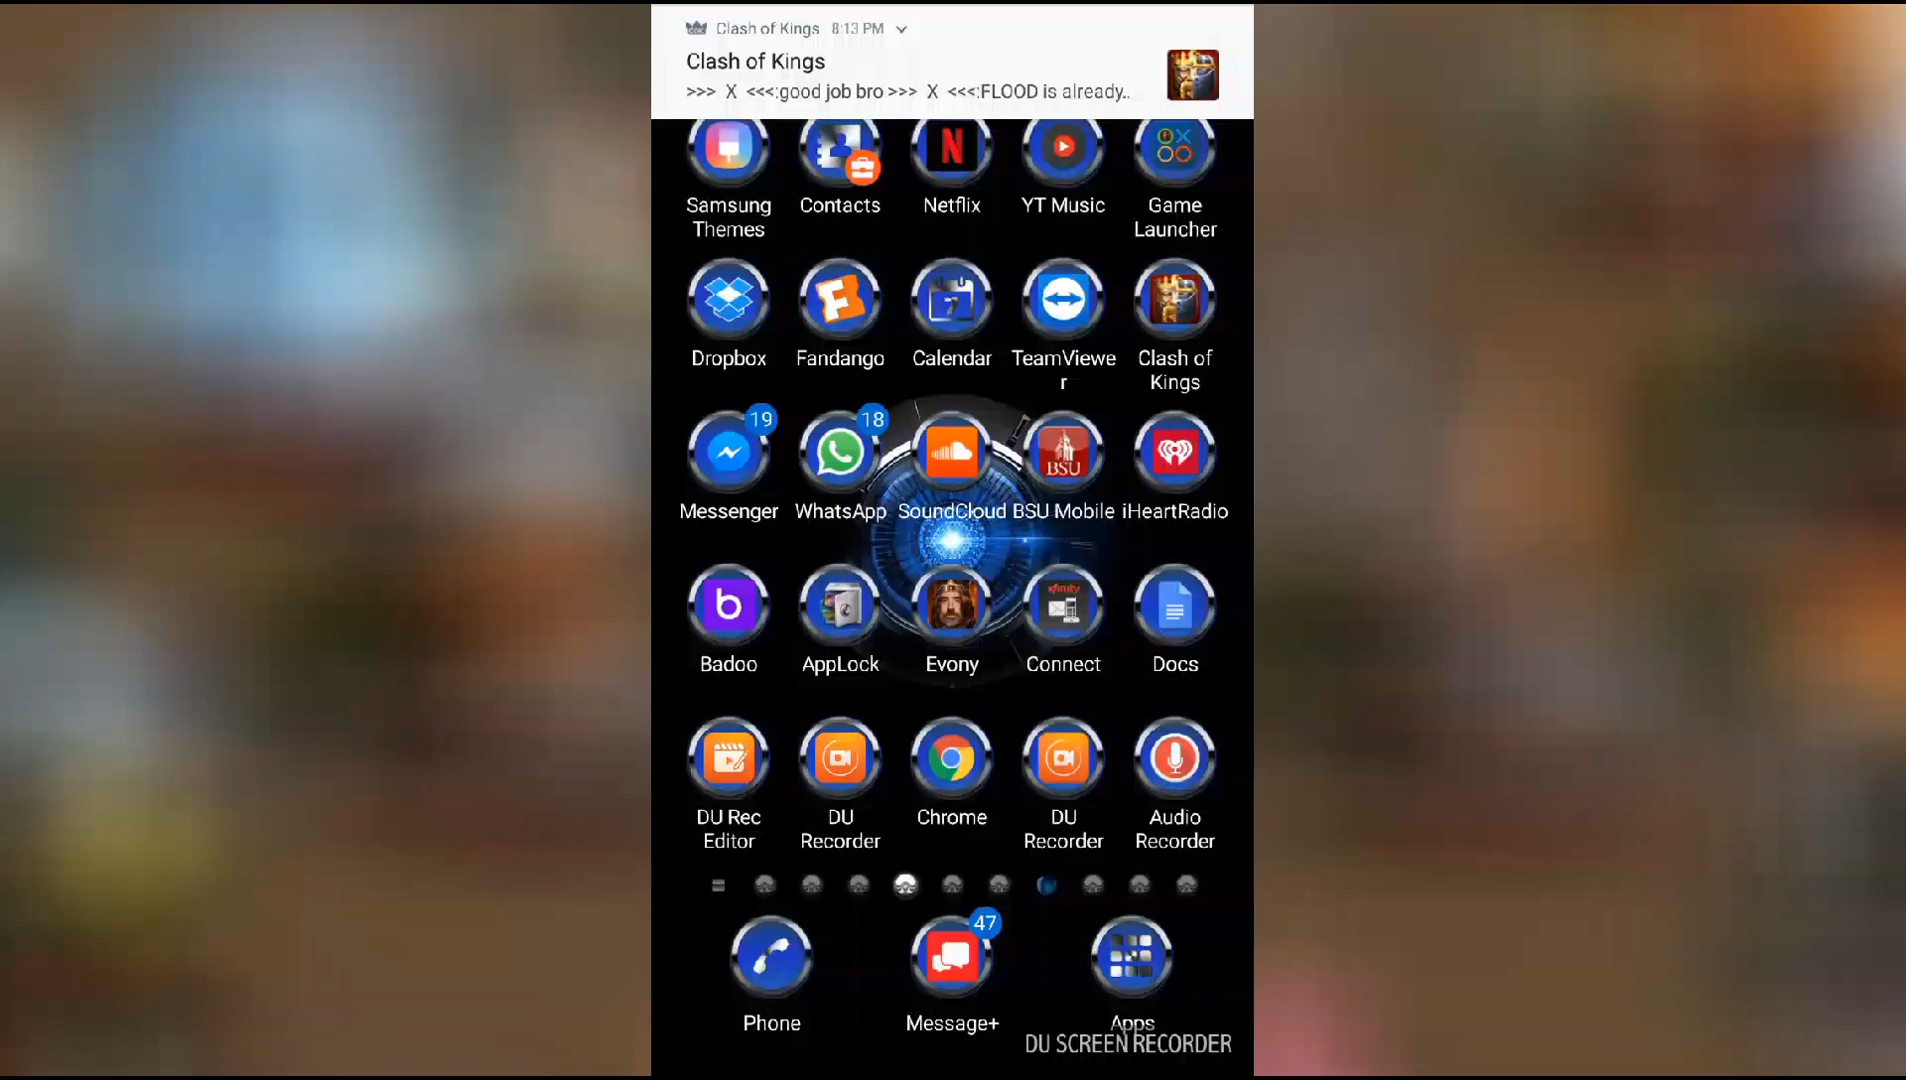 Clash of Kings 8:13 PM
Clash of Kings
>>> X <<<:good job bro >>> X <<<:FLOOD is already..
Samsung Themes
Contacts
Netflix
YT Music
Game Launcher
Dropbox
Fandango
Calendar
TeamViewe
r
Clash of Kings
19
18
BSU
Messenger
WhatsApp
SoundCloud
BSU Mobile
iHeartRadio
xfinity
Badoo
AppLock
Evony
Connect
Docs
DU Rec Editor
DU Recorder
Chrome
DU Recorder
Audio Recorder
47
Phone
Message+
Apps
DU SCREEN RECORDER